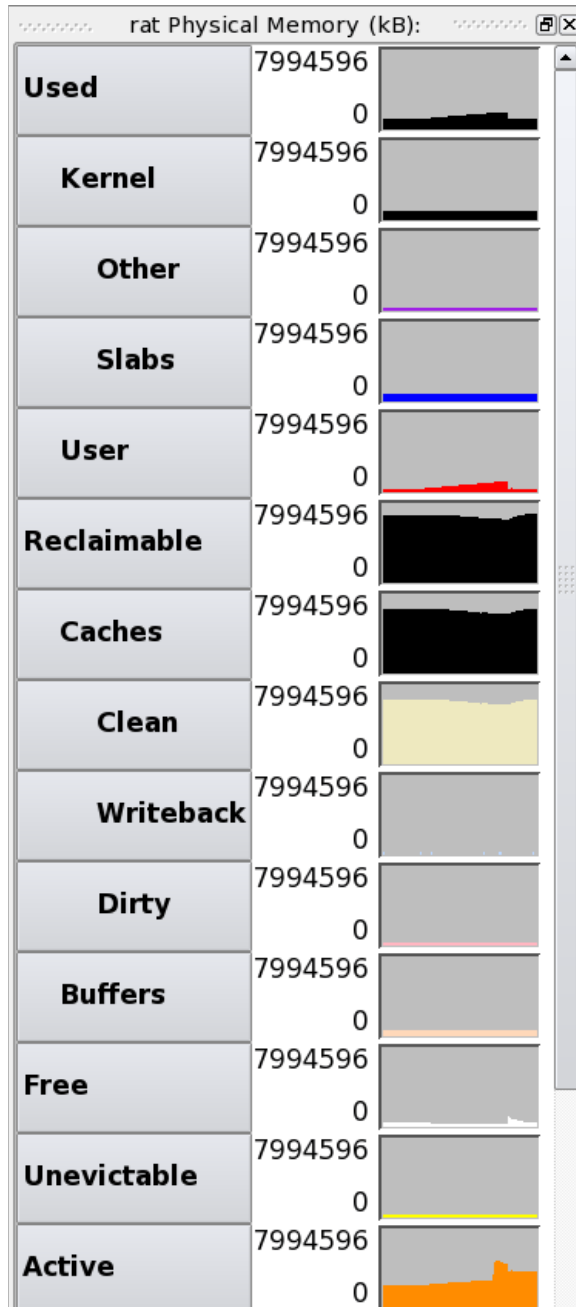 rat Physical Memory (kB):
Used
7994596
0
Kernel
7994596
0
Other
7994596
0
Slabs
7994596
0
User
7994596
0
Reclaimable
7994596
0
Caches
7994596
0
Clean
7994596
0
Writeback
7994596
0
Dirty
7994596
0
Buffers
7994596
0
Free
7994596
0
Unevictable
7994596
0
Active
7994596
0